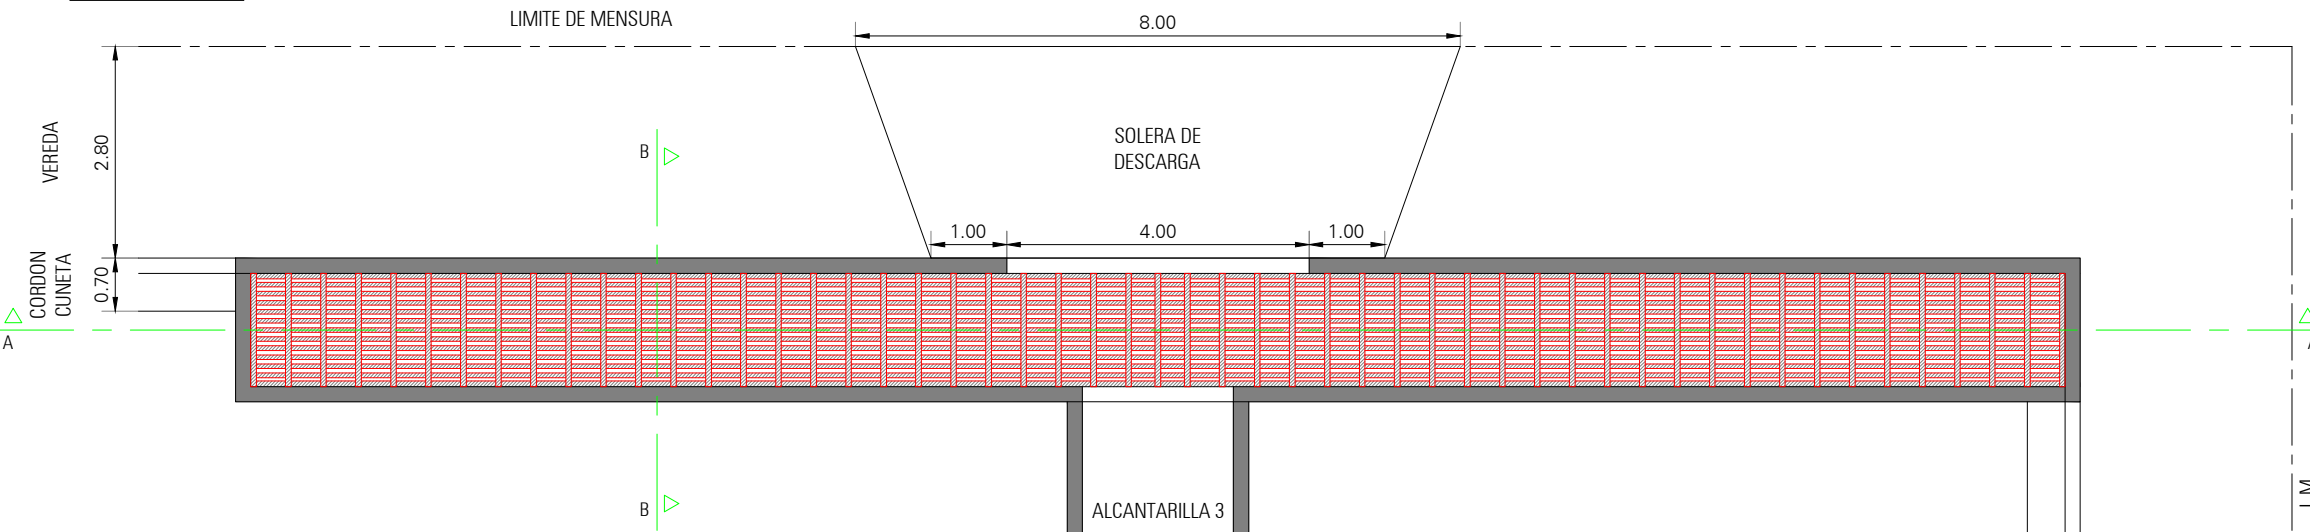 LIMITE DE MENSURA
8.00
VEREDA
2.80
B
SOLERA DE
DESCARGA
1.00
4.00
1.00
CORDON
CUNETA
0.70
A
B
ALCANTARILLA 3